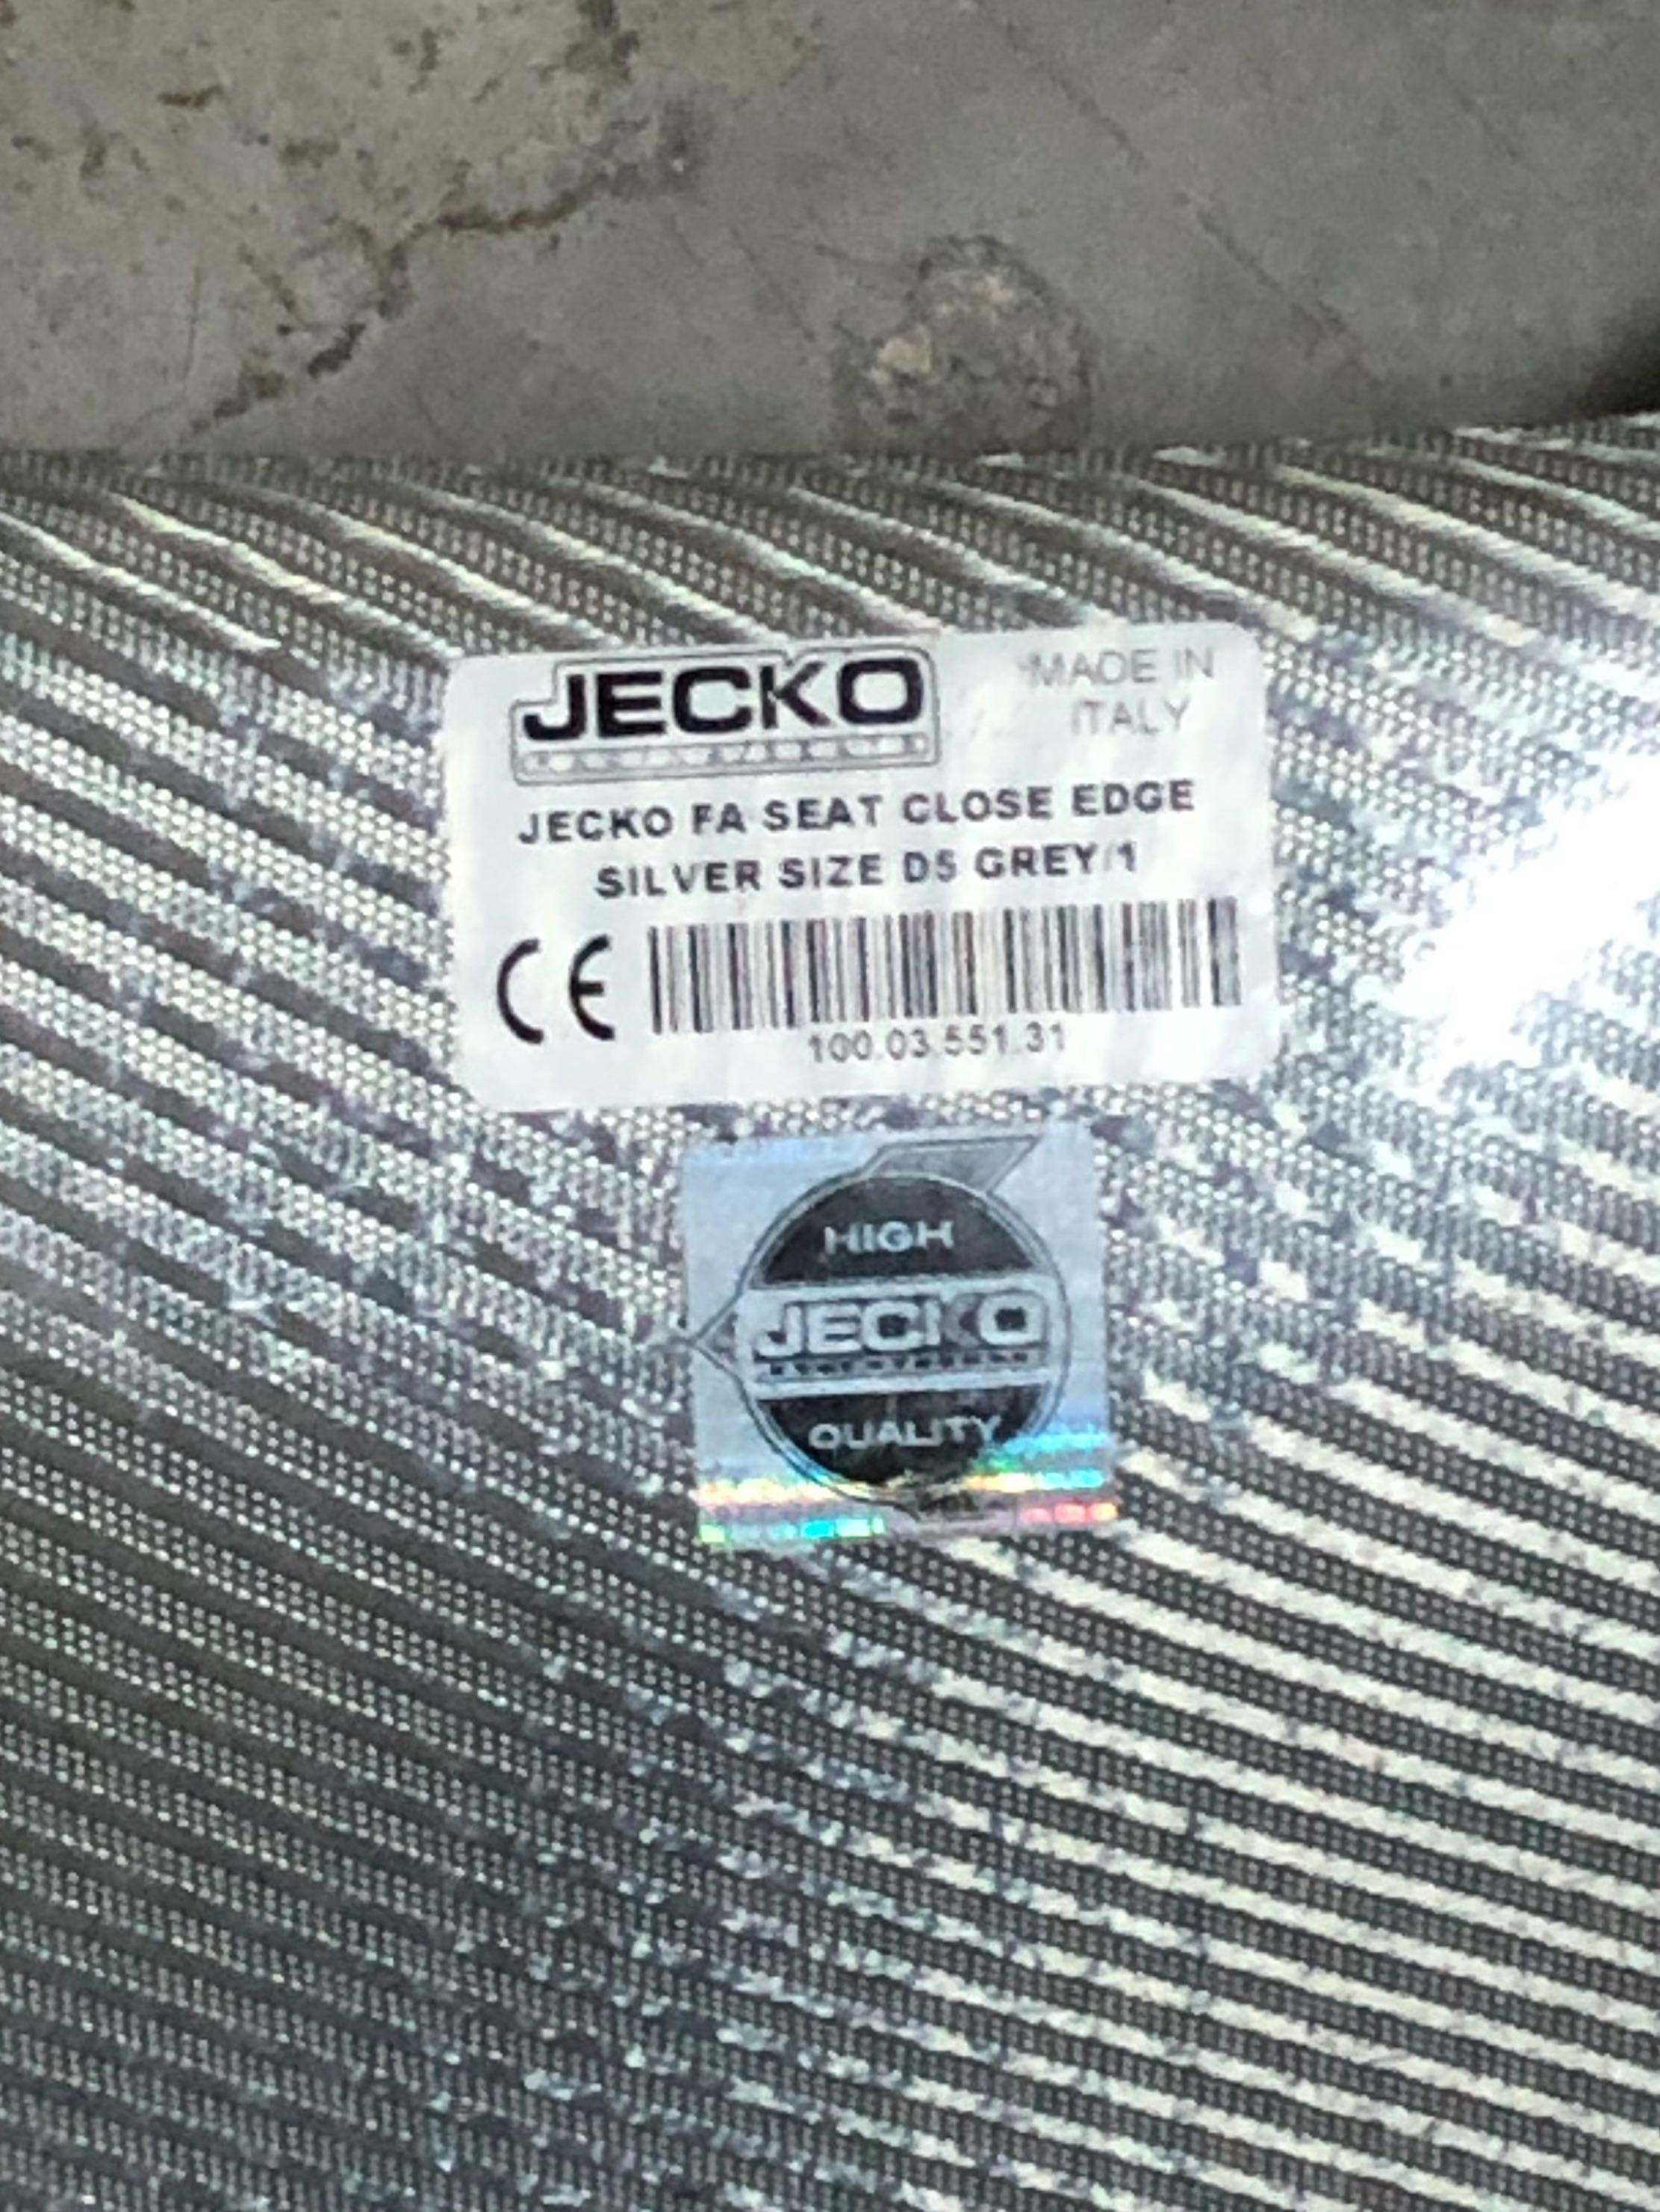 JECKO
MADE IN
ITALY
JECKO FA SEAT CLOSE EDGE
SILVER SIZE D5 GREY/1
CE
100.03.551.31
HIGH
JECKO
QUALITY